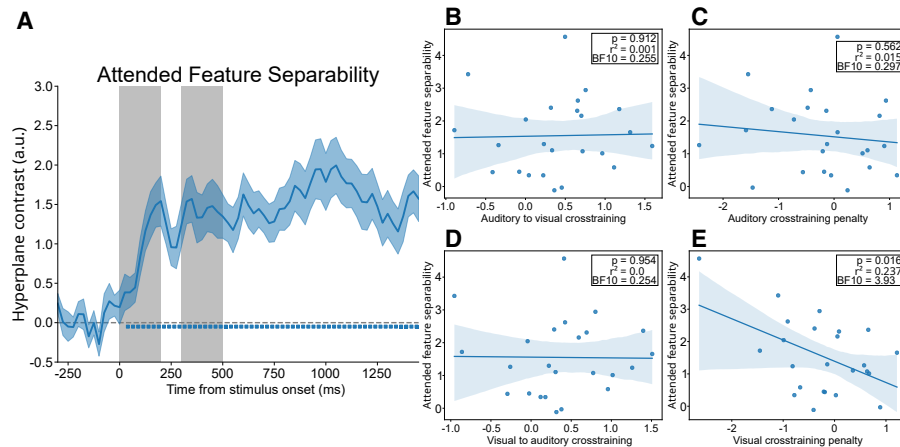 A
Attended Feature Separability
Hyperplane contrast (a.u.)
3.0
2.5
2.0
1.5
1.0
0.5
0.0
-0.5
-250
0
250
500
750
1000
1250
Time from stimulus onset (ms)
B
p = 0.912
r² = 0.001
BF10 = 0.255
Attended feature separability
4
3
2
1
0
-1.0
-0.5
0.0
0.5
1.0
1.5
Auditory to visual crosstraining
C
p = 0.562
r² = 0.015
BF10 = 0.297
Attended feature separability
4
3
2
1
0
-2
-1
0
1
Auditory crosstraining penalty
D
p = 0.954
r² = 0.0
BF10 = 0.254
Attended feature separability
4
3
2
1
0
-1.0
-0.5
0.0
0.5
1.0
1.5
Visual to auditory crosstraining
E
p = 0.016
r² = 0.237
BF10 = 3.93
Attended feature separability
4
3
2
1
0
-2
-1
0
1
Visual crosstraining penalty